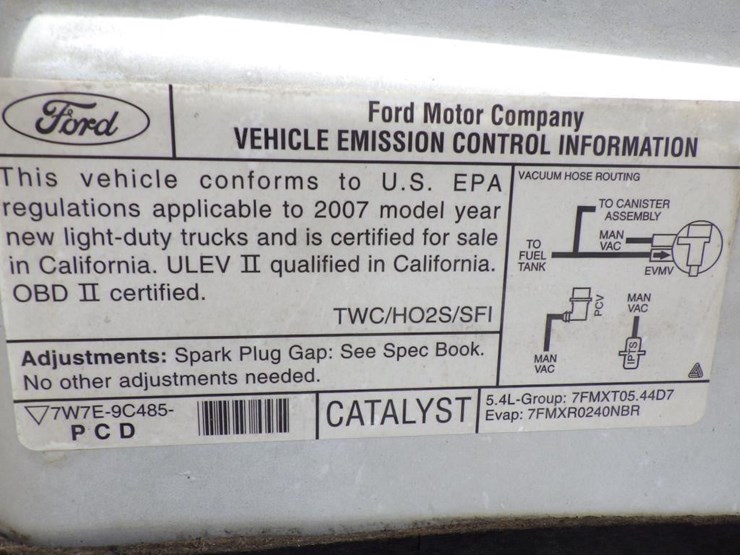 Ford
Ford Motor Company
VEHICLE EMISSION CONTROL INFORMATION
This vehicle conforms to U.S. EPA
regulations applicable to 2007 model year
new light-duty trucks and is certified for sale
in California. ULEV II qualified in California.
OBD II certified.
TWC/HO2S/SFI
VACUUM HOSE ROUTING
TO CANISTER
ASSEMBLY
MAN
VAC
TO
FUEL
TANK
EVMV
PCV
MAN
VAC
MAN
VAC
IPTS
Adjustments: Spark Plug Gap: See Spec Book.
No other adjustments needed.
7W7E-9C485-
PCD
CATALYST
5.4L-Group: 7FMXT05.44D7
Evap: 7FMXR0240NBR